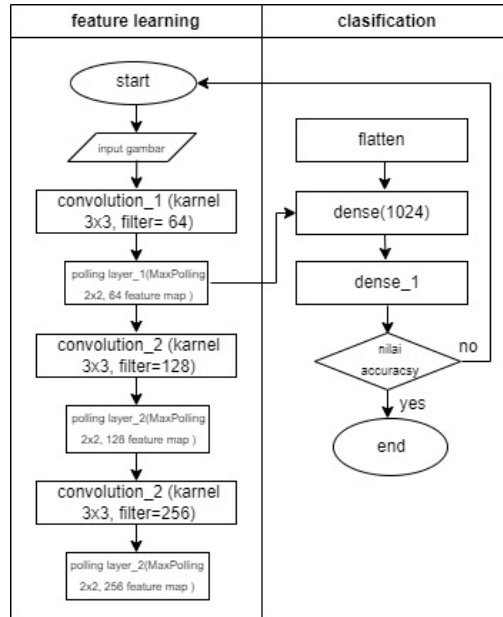 feature learning
start
input gambar
convolution_1 (karnel
3x3, filter= 64)
polling layer_1(MaxPolling
2x2, 64 feature map )
convolution_2 (karnel
3x3, filter=128)
polling layer_2(MaxPolling
2x2, 128 feature map )
convolution_2 (karnel
3x3, filter=256)
polling layer_2(MaxPolling
2x2, 256 feature map )
clasification
flatten
dense(1024)
dense_1
nilai
accuracsy
no
yes
end